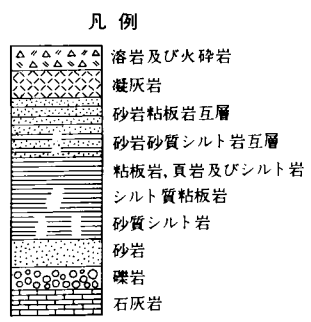 凡例
溶岩及び火砕岩
凝灰岩
砂岩粘板岩互層
砂岩砂質シルト岩互層
粘板岩,頁岩及びシルト岩
シルト質粘板岩
砂質シルト岩
砂岩
礫岩
石灰岩